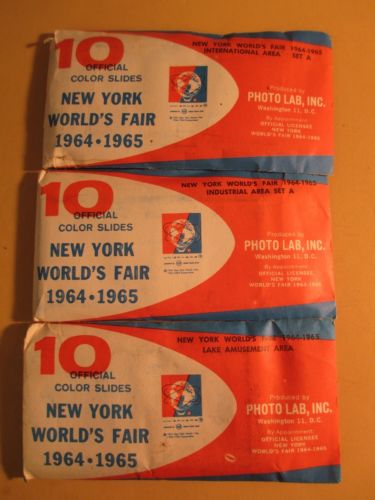 10
OFFICIAL
COLOR SLIDES
NEW YORK
WORLD'S FAIR
1964 • 1965
NEW YORK WORLD'S FAIR 1964-1965
INTERNATIONAL AREA SET A
Produced by
PHOTO LAB, INC.
Washington 11, D.C.
By Appointment
OFFICIAL LICENSEE
NEW YORK
WORLD'S FAIR 1964-1965
10
OFFICIAL
COLOR SLIDES
NEW YORK
WORLD'S FAIR
1964 • 1965
NEW YORK WORLD'S FAIR 1964-1965
INDUSTRIAL AREA SET A
Produced by
PHOTO LAB, INC.
Washington 11, D.C.
By Appointment
OFFICIAL LICENSEE
NEW YORK
WORLD'S FAIR 1964-1965
10
OFFICIAL
COLOR SLIDES
NEW YORK
WORLD'S FAIR
1964 • 1965
NEW YORK WORLD'S FAIR 1964-1965
LAKE AMUSEMENT AREA
Produced by
PHOTO LAB, INC.
Washington 11, D.C.
By Appointment
OFFICIAL LICENSEE
NEW YORK
WORLD'S FAIR 1964-1965